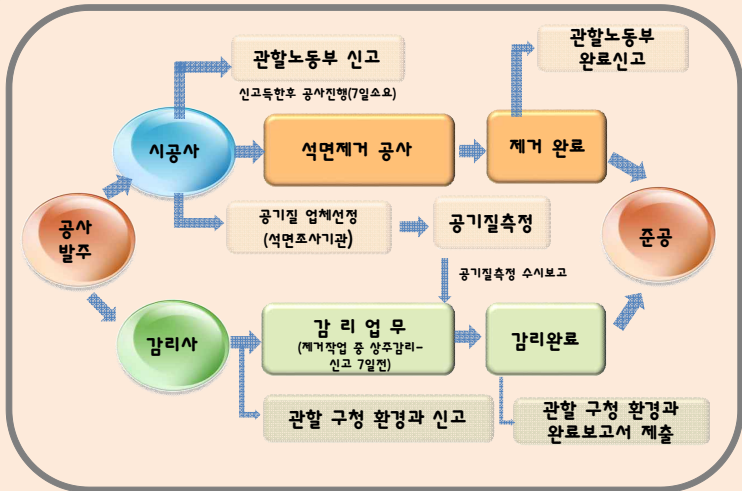 관할노동부 신고
신고득한후 공사진행(7일소요)
관할노동부
완료신고
시공사
석면제거 공사
제거 완료
공사
발주
공기질 업체선정
(석면조사기관)
공기질측정
준공
공기질측정 수시보고
감리사
감 리 업 무
(제거작업 중 상주감리-
신고 7일전)
감리완료
관할 구청 환경과 신고
관할 구청 환경과
완료보고서 제출